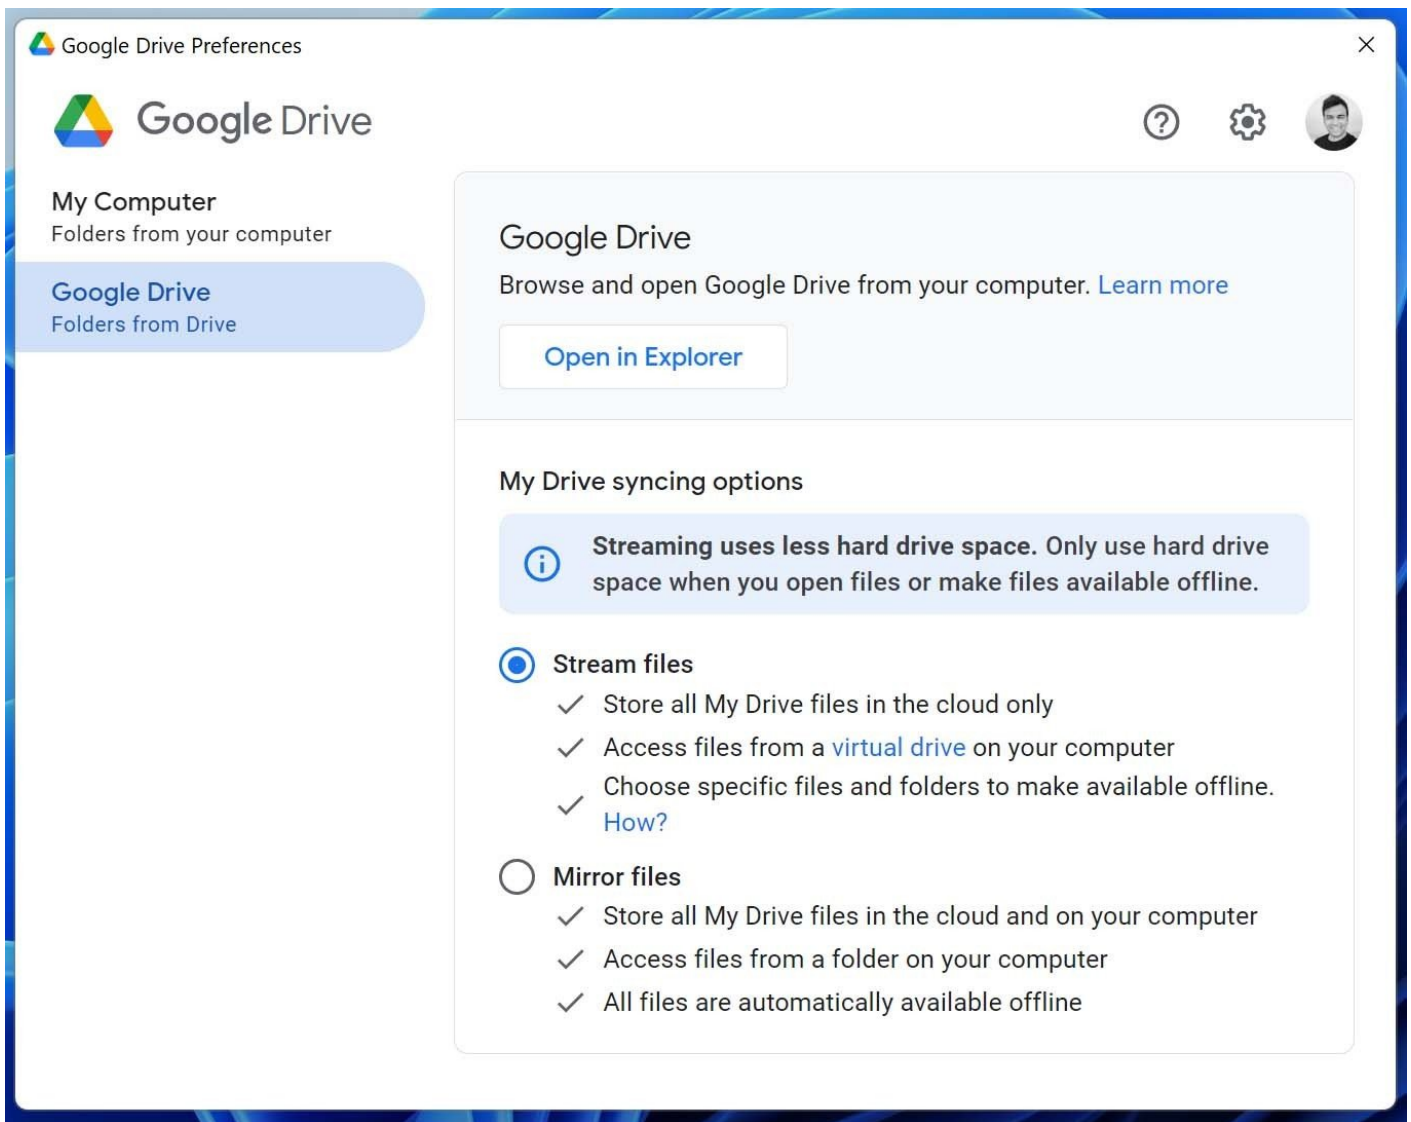 Google Drive Preferences
Google Drive
My Computer
Folders from your computer
Google Drive
Folders from Drive
Google Drive
Browse and open Google Drive from your computer. Learn more
Open in Explorer
My Drive syncing options
Streaming uses less hard drive space. Only use hard drive
space when you open files or make files available offline.
Stream files
Store all My Drive files in the cloud only
Access files from a virtual drive on your computer
Choose specific files and folders to make available offline.
How?
Mirror files
Store all My Drive files in the cloud and on your computer
Access files from a folder on your computer
All files are automatically available offline